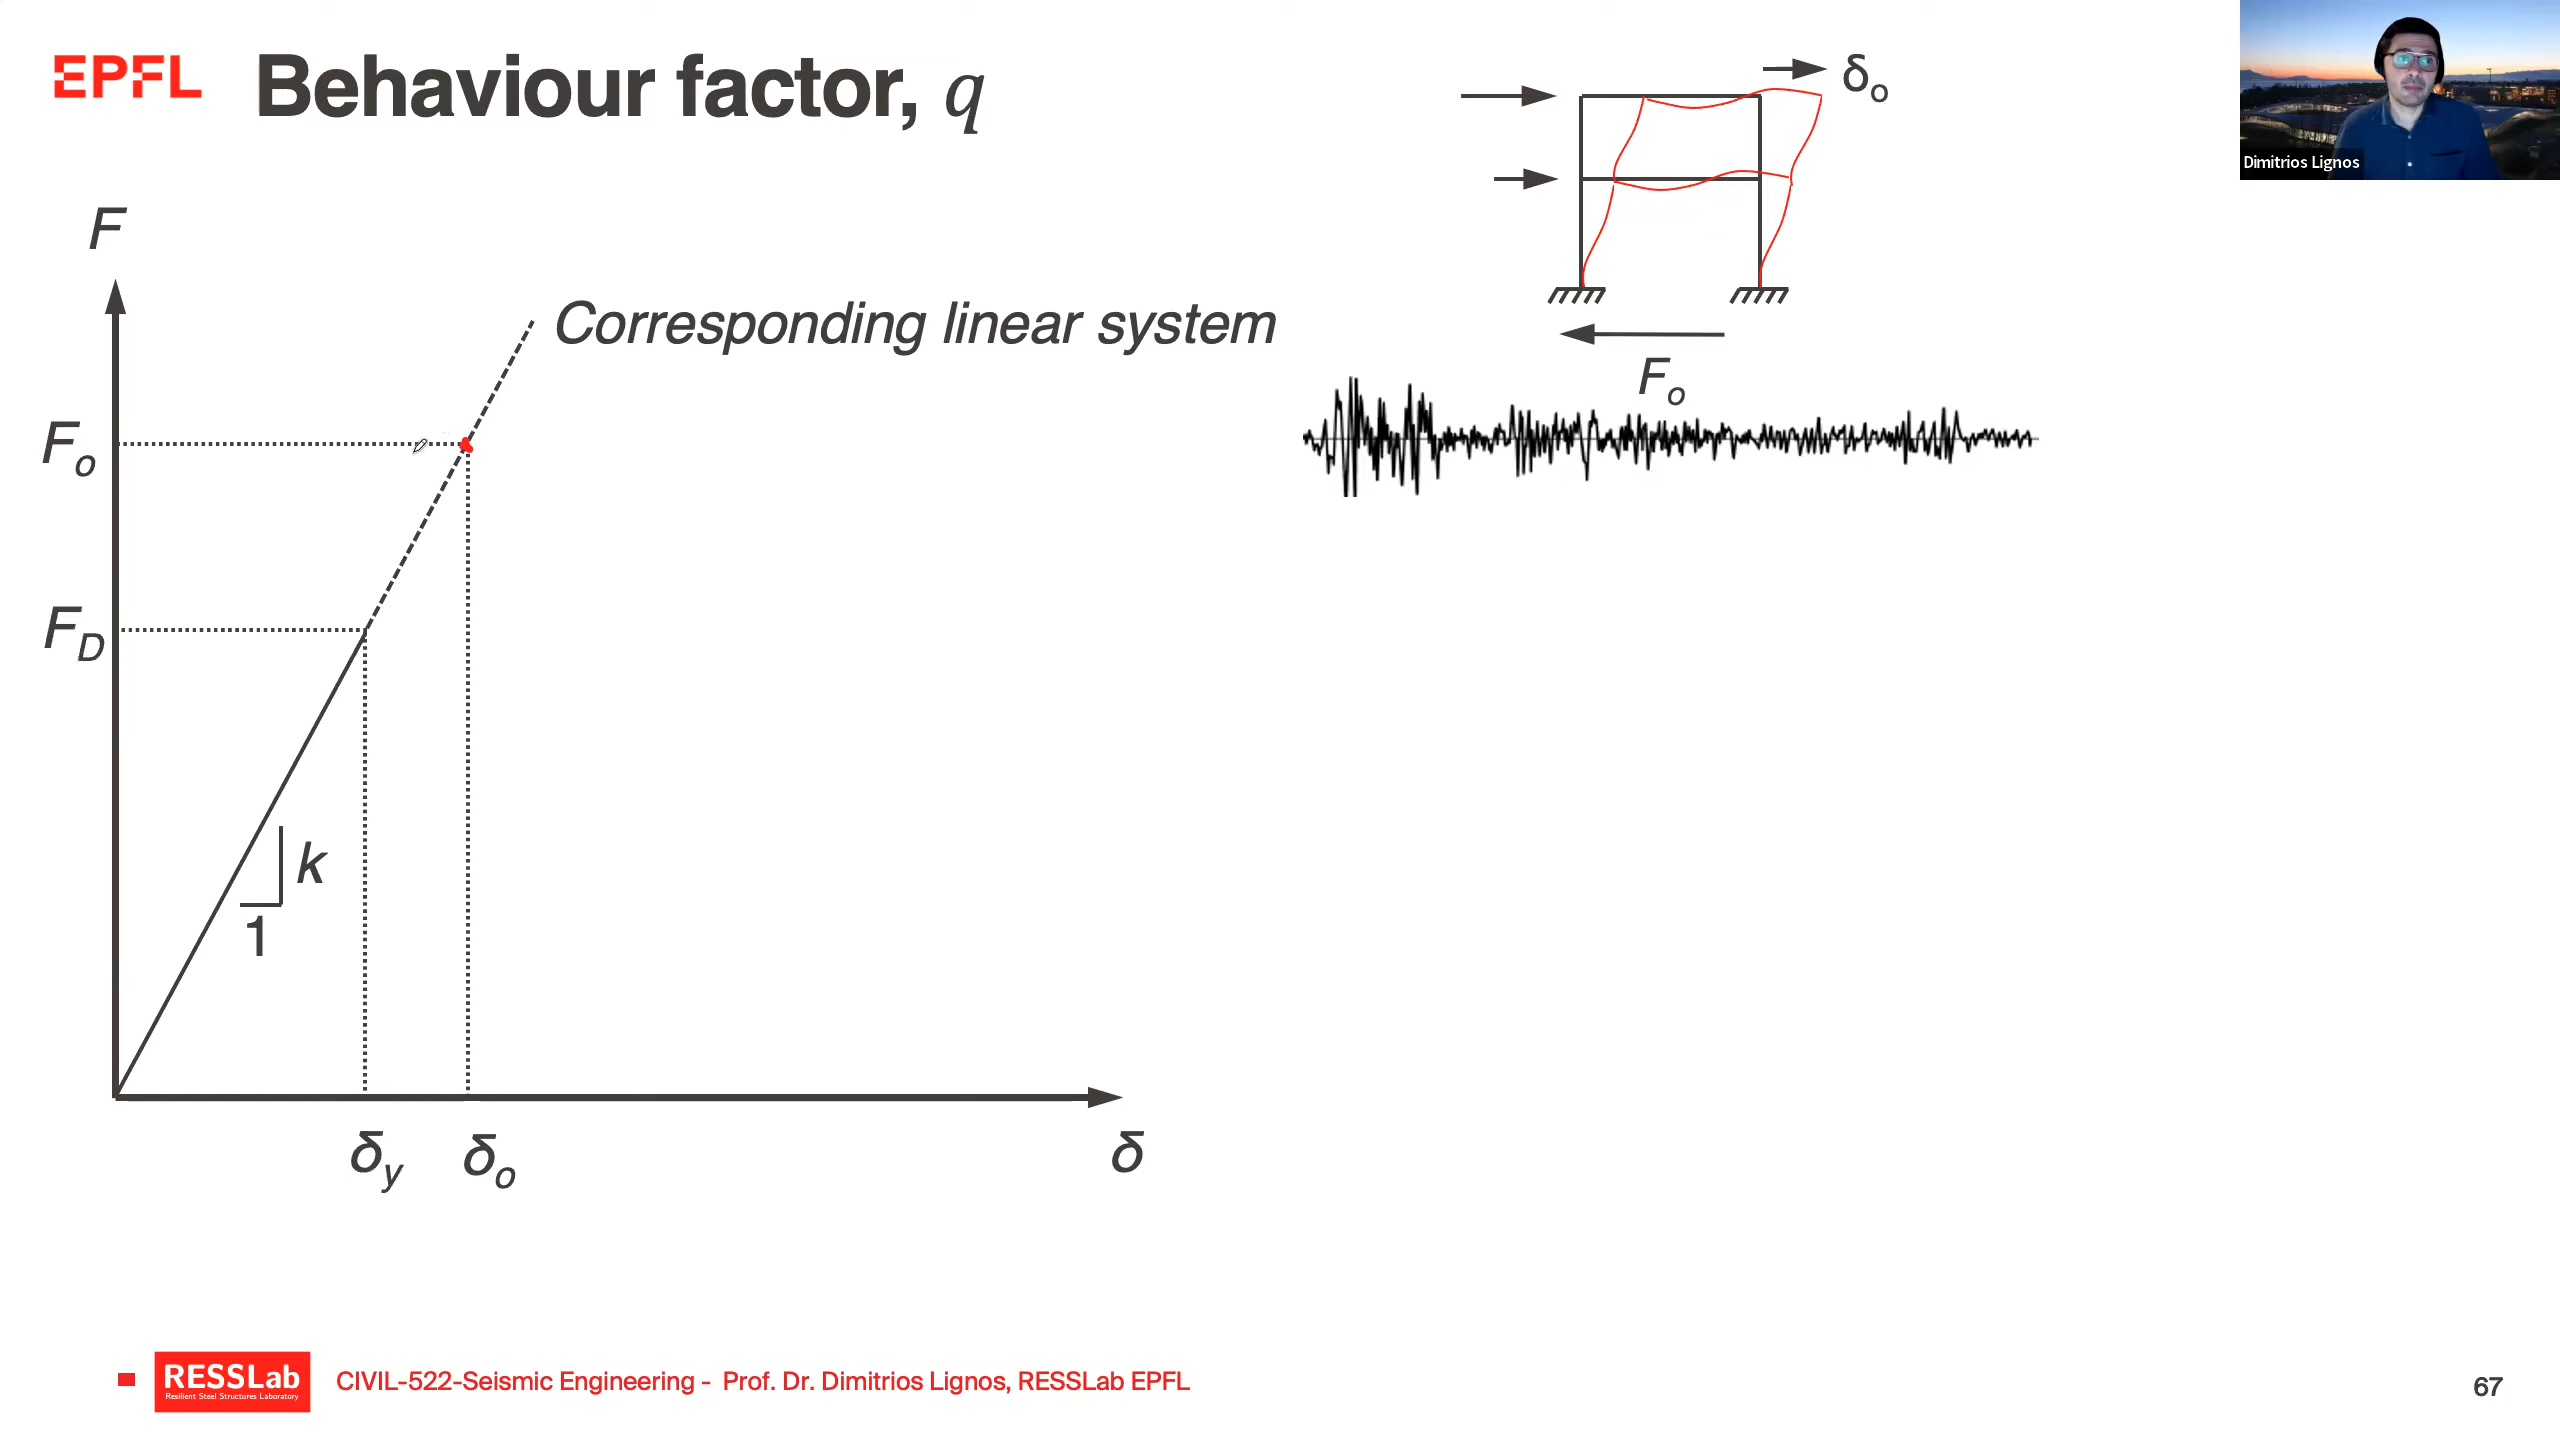 EPFL Behaviour factor, q
δo
Dimitrios Lignos
F
Corresponding linear system
Fo
Fo
FD
k
1
δy δo δ
RESSLab
Resilient Steel Structures Laboratory
CIVIL-522-Seismic Engineering - Prof. Dr. Dimitrios Lignos, RESSLab EPFL
67